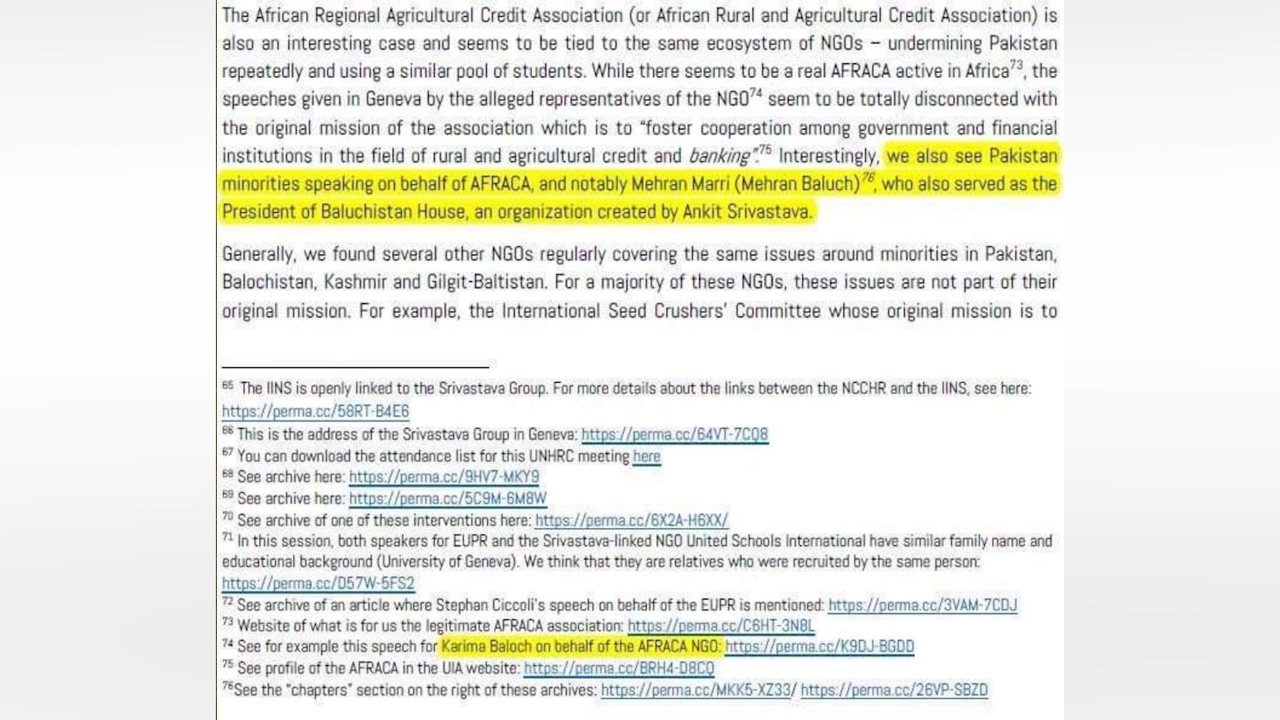 The African Regional Agricultural Credit Association (or African Rural and Agricultural Credit Association) is
also an interesting case and seems to be tied to the same ecosystem of NGOs – undermining Pakistan
repeatedly and using a similar pool of students. While there seems to be a real AFRACA active in Africa⁷³, the
speeches given in Geneva by the alleged representatives of the NGO⁷⁴ seem to be totally disconnected with
the original mission of the association which is to “foster cooperation among government and financial
institutions in the field of rural and agricultural credit and banking”.⁷⁵ Interestingly, we also see Pakistan
minorities speaking on behalf of AFRACA, and notably Mehran Marri (Mehran Baluch)⁷⁶, who also served as the
President of Baluchistan House, an organization created by Ankit Srivastava.
Generally, we found several other NGOs regularly covering the same issues around minorities in Pakistan,
Balochistan, Kashmir and Gilgit-Baltistan. For a majority of these NGOs, these issues are not part of their
original mission. For example, the International Seed Crushers’ Committee whose original mission is to
⁶⁵ The IINS is openly linked to the Srivastava Group. For more details about the links between the NCCHR and the IINS, see here:
https://perma.cc/58RT-B4E6
⁶⁶ This is the address of the Srivastava Group in Geneva: https://perma.cc/64VT-7CQ8
⁶⁷ You can download the attendance list for this UNHRC meeting here
⁶⁸ See archive here: https://perma.cc/9HV7-MKY9
⁶⁹ See archive here: https://perma.cc/5C9M-6M8W
⁷⁰ See archive of one of these interventions here: https://perma.cc/6X2A-H6XX/
⁷¹ In this session, both speakers for EUPR and the Srivastava-linked NGO United Schools International have similar family name and
educational background (University of Geneva). We think that they are relatives who were recruited by the same person:
https://perma.cc/D57W-5FS2
⁷² See archive of an article where Stephan Ciccoli’s speech on behalf of the EUPR is mentioned: https://perma.cc/3VAM-7CDJ
⁷³ Website of what is for us the legitimate AFRACA association: https://perma.cc/C6HT-3N8L
⁷⁴ See for example this speech for Karima Baloch on behalf of the AFRACA NGO: https://perma.cc/K9DJ-BGDD
⁷⁵ See profile of the AFRACA in the UIA website: https://perma.cc/BRH4-D8CQ
⁷⁶See the “chapters” section on the right of these archives: https://perma.cc/MKK5-XZ33/ https://perma.cc/26VP-SBZD